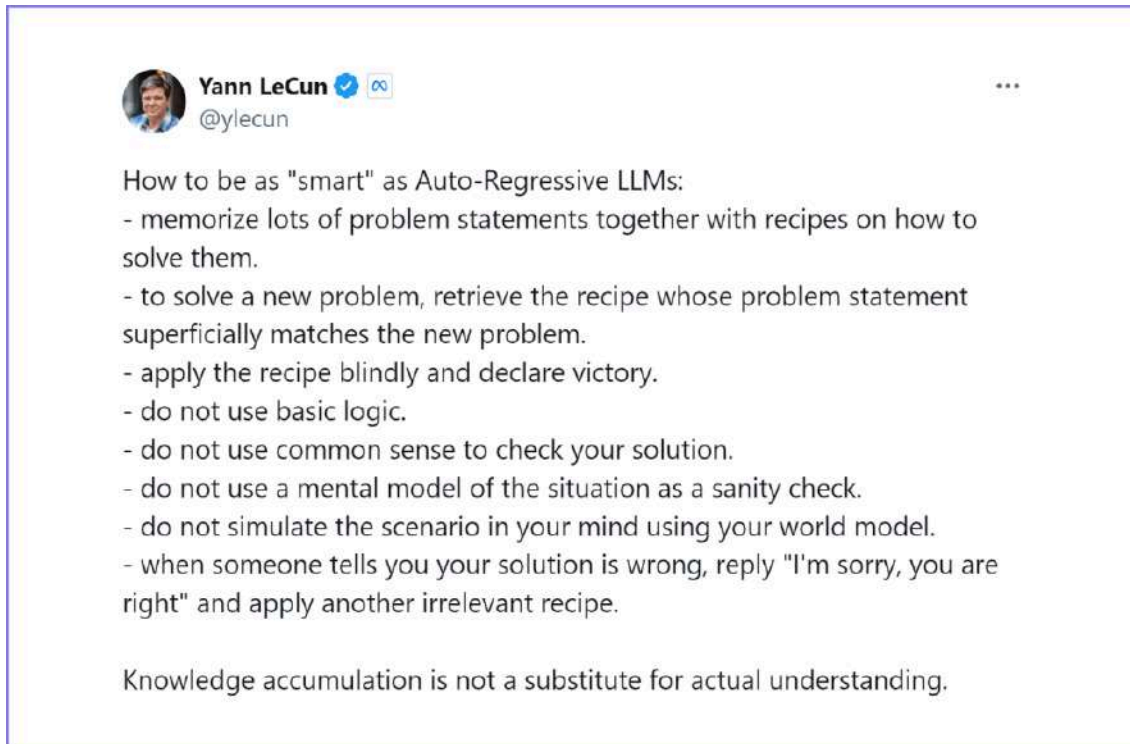 Yann LeCun
@ylecun
How to be as "smart" as Auto-Regressive LLMs:
- memorize lots of problem statements together with recipes on how to
solve them.
- to solve a new problem, retrieve the recipe whose problem statement
superficially matches the new problem.
- apply the recipe blindly and declare victory.
- do not use basic logic.
- do not use common sense to check your solution.
- do not use a mental model of the situation as a sanity check.
- do not simulate the scenario in your mind using your world model.
- when someone tells you your solution is wrong, reply "I'm sorry, you are
right" and apply another irrelevant recipe.
Knowledge accumulation is not a substitute for actual understanding.